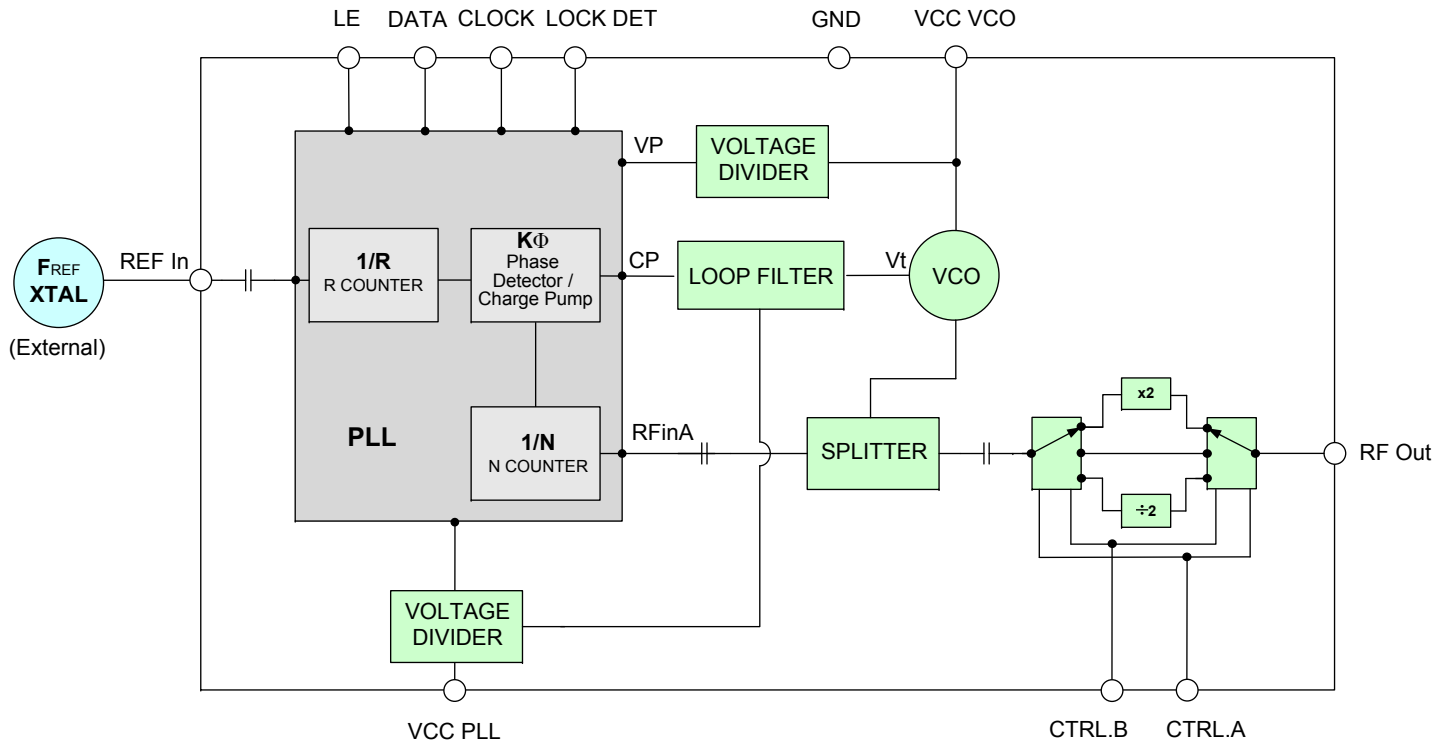 LE DATA CLOCK LOCK DET GND VCC VCO
VP
VOLTAGE
DIVIDER
FREF
XTAL
(External)
REF In
1/R
R COUNTER
KΦ
Phase
Detector /
Charge Pump
CP
LOOP FILTER
Vt
VCO
PLL
1/N
N COUNTER
RFinA
SPLITTER
x2
÷2
RF Out
VOLTAGE
DIVIDER
VCC PLL
CTRL.B
CTRL.A